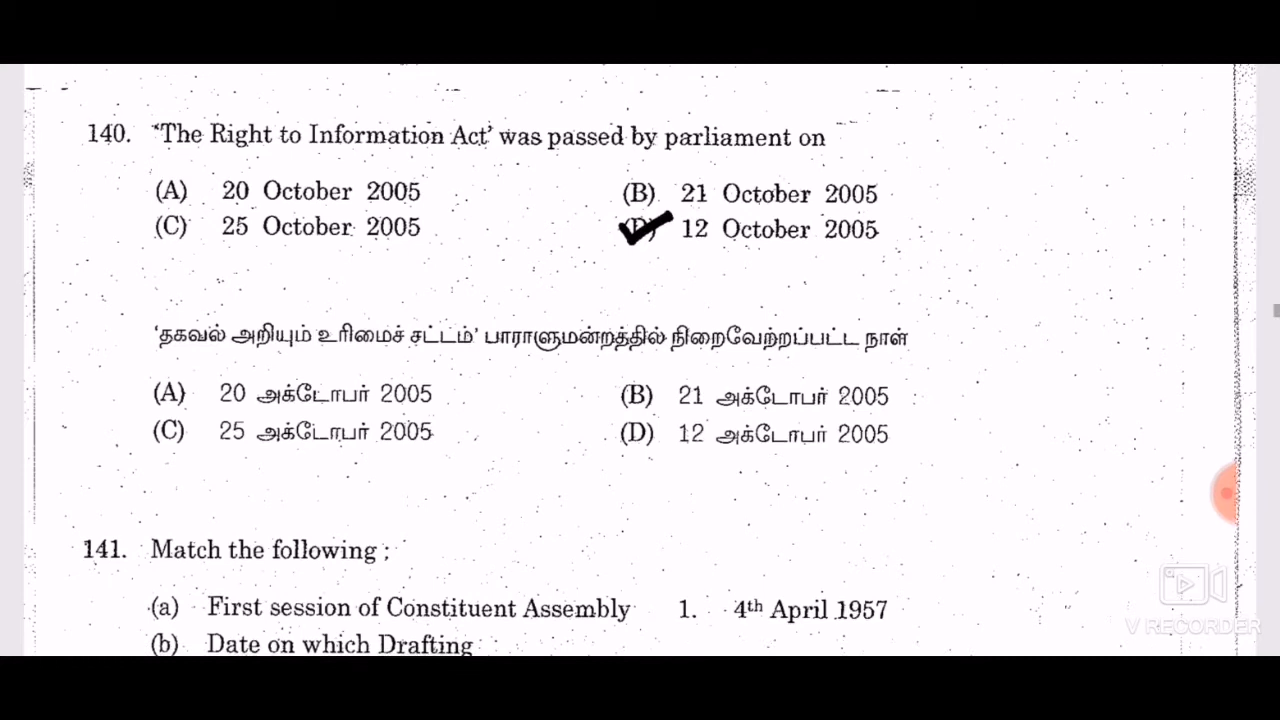 140. 'The Right to Information Act' was passed by parliament on
(A) 20 October 2005 (B) 21 October 2005
(C) 25 October 2005 (D) 12 October 2005
'தகவல் அறியும் உரிமைச் சட்டம்' பாராளுமன்றத்தில் நிறைவேற்றப்பட்ட நாள்
(A) 20 அக்டோபர் 2005 (B) 21 அக்டோபர் 2005
(C) 25 அக்டோபர் 2005 (D) 12 அக்டோபர் 2005
141. Match the following ;
(a) First session of Constituent Assembly 1. 4th April 1957
(b) Date on which Drafting
V RECORDER